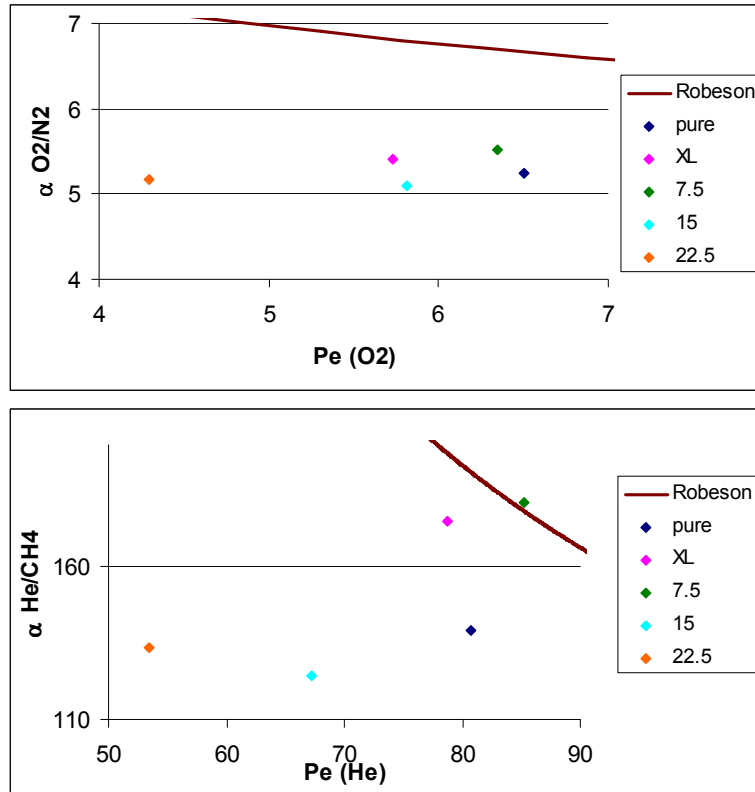 7
6
5
4
α O2/N2
4 5 6 7
Pe (O2)
Robeson
pure
XL
7.5
15
22.5
160
110
α He/CH4
50 60 70 80 90
Pe (He)
Robeson
pure
XL
7.5
15
22.5